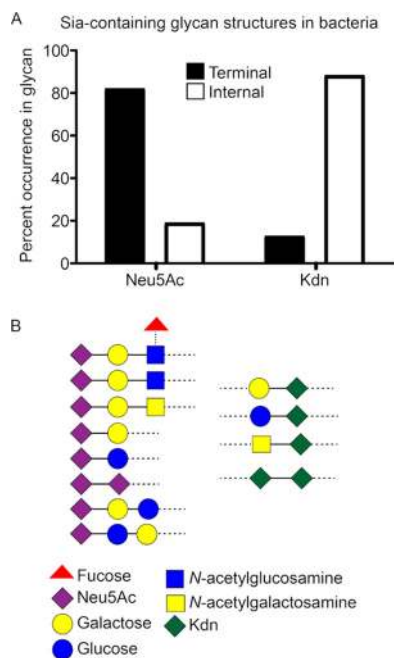 A
Sia-containing glycan structures in bacteria
Percent occurrence in glycan
100
80
60
40
20
0
Terminal
Internal
Neu5Ac Kdn
B
Fucose
Neu5Ac
Galactose
Glucose
N-acetylglucosamine
N-acetylgalactosamine
Kdn